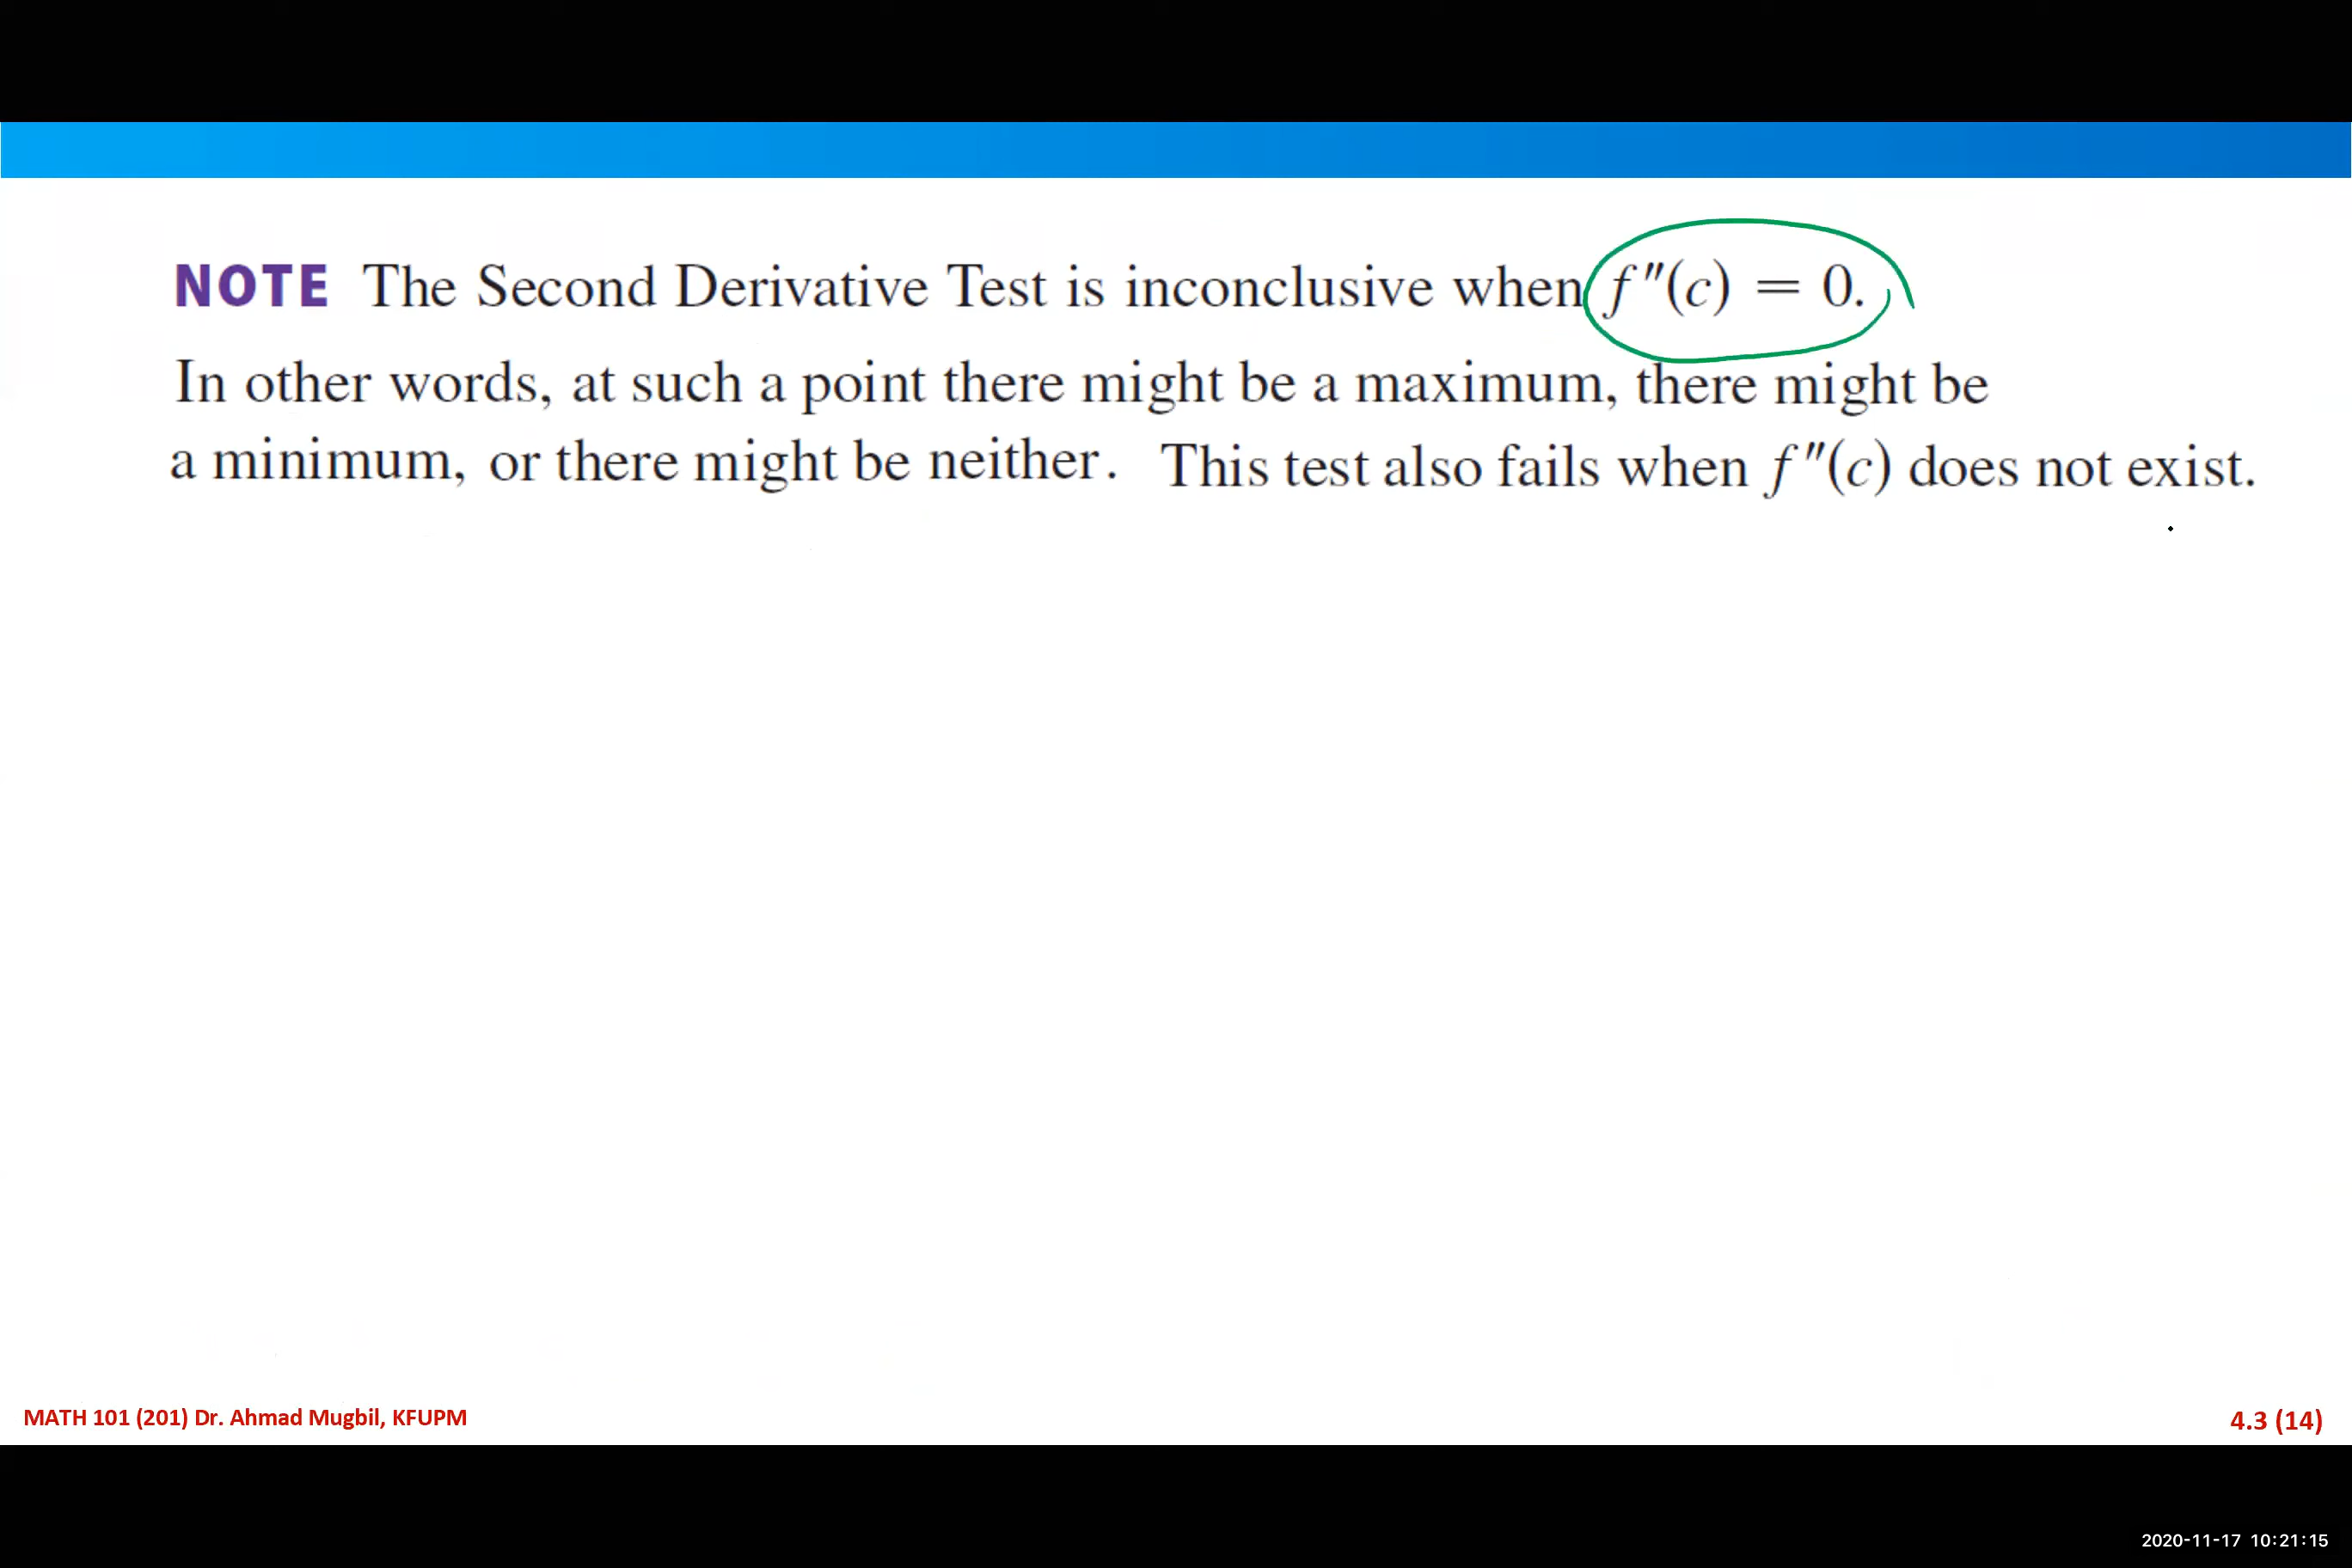 NOTE The Second Derivative Test is inconclusive when f″(c) = 0.
In other words, at such a point there might be a maximum, there might be
a minimum, or there might be neither. This test also fails when f″(c) does not exist.
MATH 101 (201) Dr. Ahmad Mugbil, KFUPM
4.3 (14)
2020-11-17 10:21:15